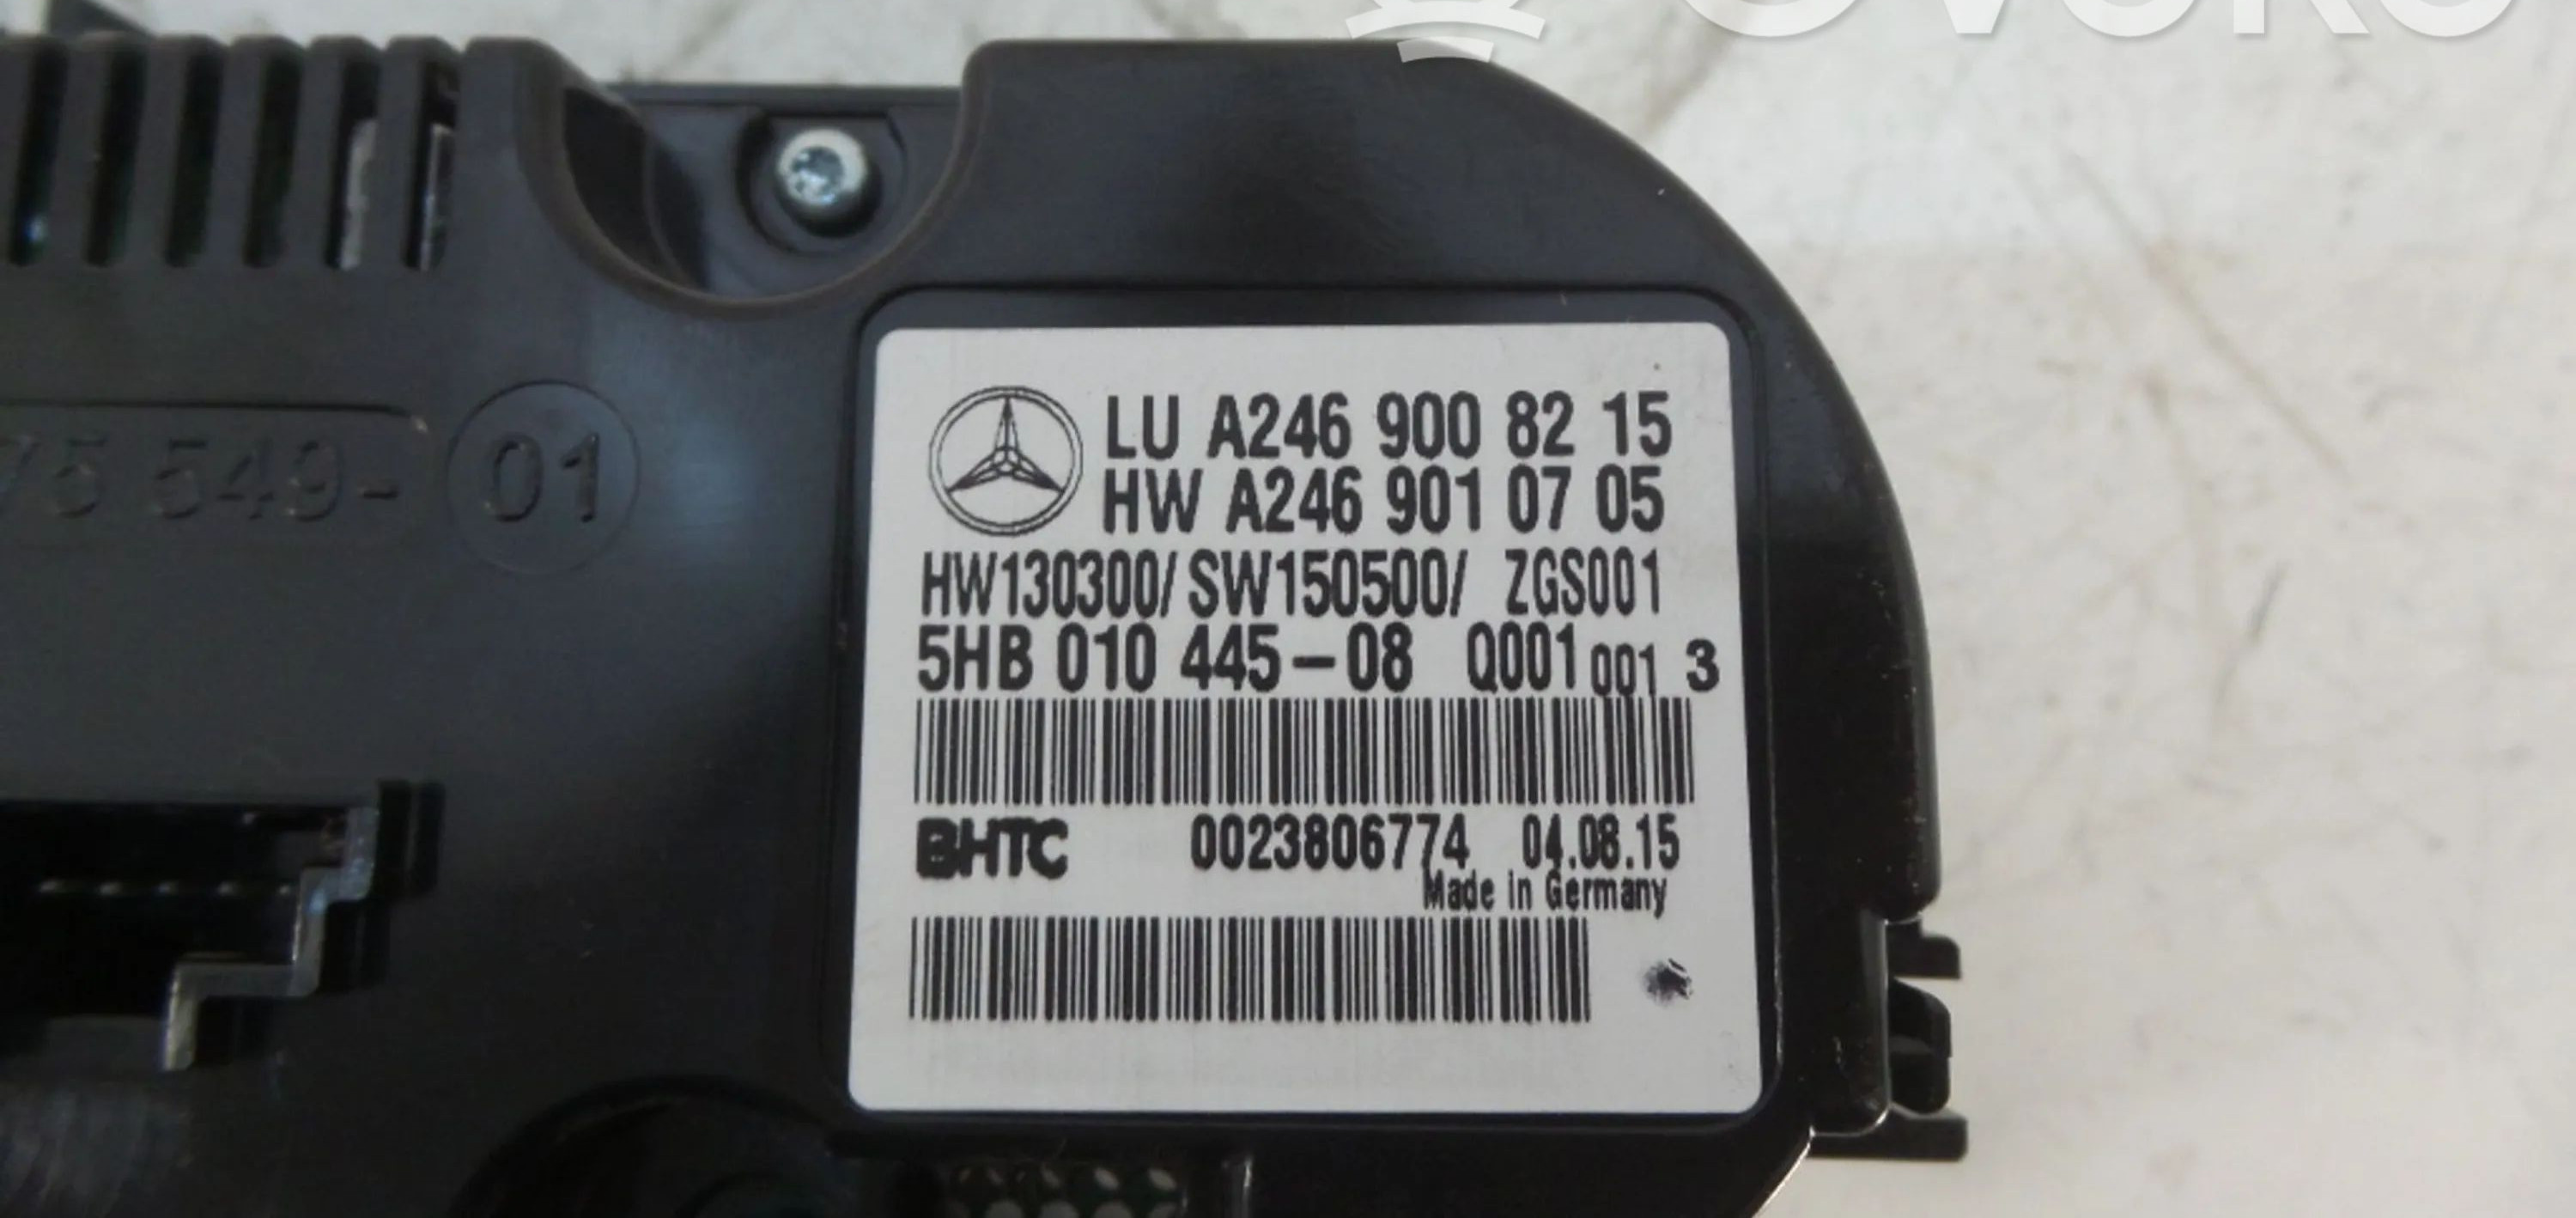 LU A246 900 82 15
HW A246 901 07 05
HW130300/ SW150500/ ZGS001
5HB 010 445-08 Q001 001 3
75 549- 01
BHTC 0023806774 04.08.15
Made in Germany